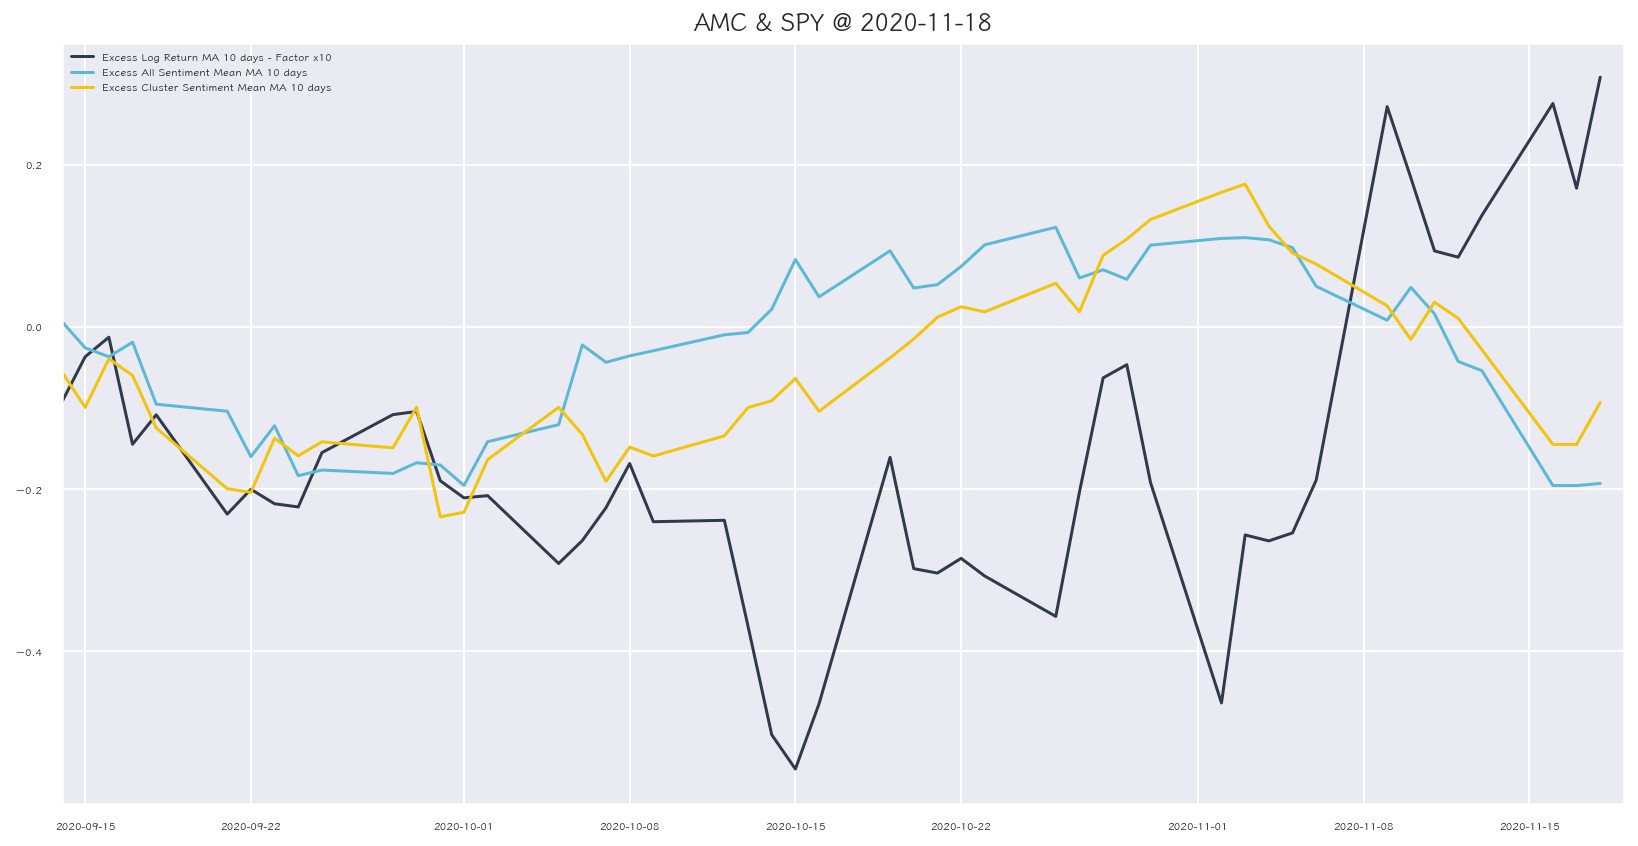 AMC & SPY @ 2020-11-18
Excess Log Return MA 10 days - Factor x10
Excess All Sentiment Mean MA 10 days
Excess Cluster Sentiment Mean MA 10 days
0.2
0.0
−0.2
−0.4
2020-09-15 2020-09-22 2020-10-01 2020-10-08 2020-10-15 2020-10-22 2020-11-01 2020-11-08 2020-11-15